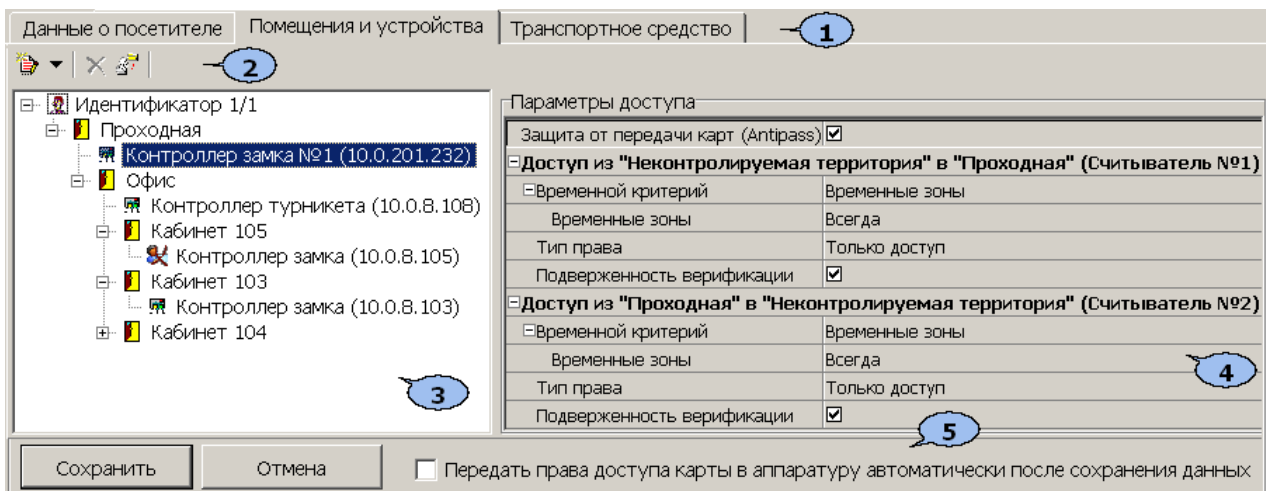 Данные о посетителе Помещения и устройства Транспортное средство 1
2
Идентификатор 1/1
Проходная
Контроллер замка №1 (10.0.201.232)
Офис
Контроллер турникета (10.0.8.108)
Кабинет 105
Контроллер замка (10.0.8.105)
Кабинет 103
Контроллер замка (10.0.8.103)
Кабинет 104
3
Параметры доступа
Защита от передачи карт (Antipass)
Доступ из "Неконтролируемая территория" в "Проходная" (Считыватель №1)
Временной критерий Временные зоны
Временные зоны Всегда
Тип права Только доступ
Подверженность верификации
Доступ из "Проходная" в "Неконтролируемая территория" (Считыватель №2)
Временной критерий Временные зоны
Временные зоны Всегда
4
Тип права Только доступ
Подверженность верификации
5
Сохранить Отмена Передать права доступа карты в аппаратуру автоматически после сохранения данных